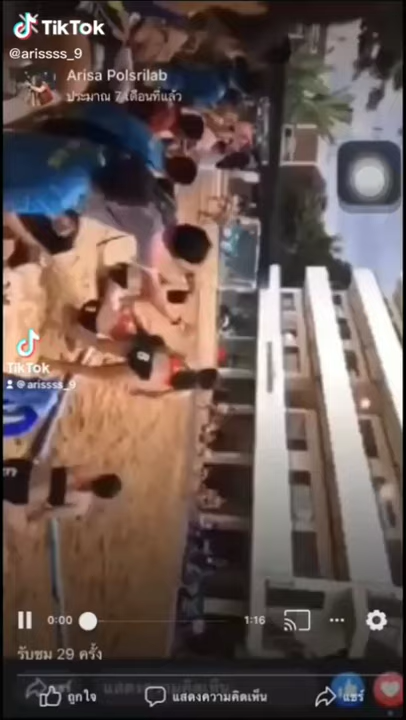 TikTok
@arissss_9
Arisa Polsrilab
ประมาณ 7 เดือนที่แล้ว
TikTok
@arissss_9
0:00
1:16
รับชม 29 ครั้ง
ถูกใจ
แสดงความคิดเห็น
แชร์